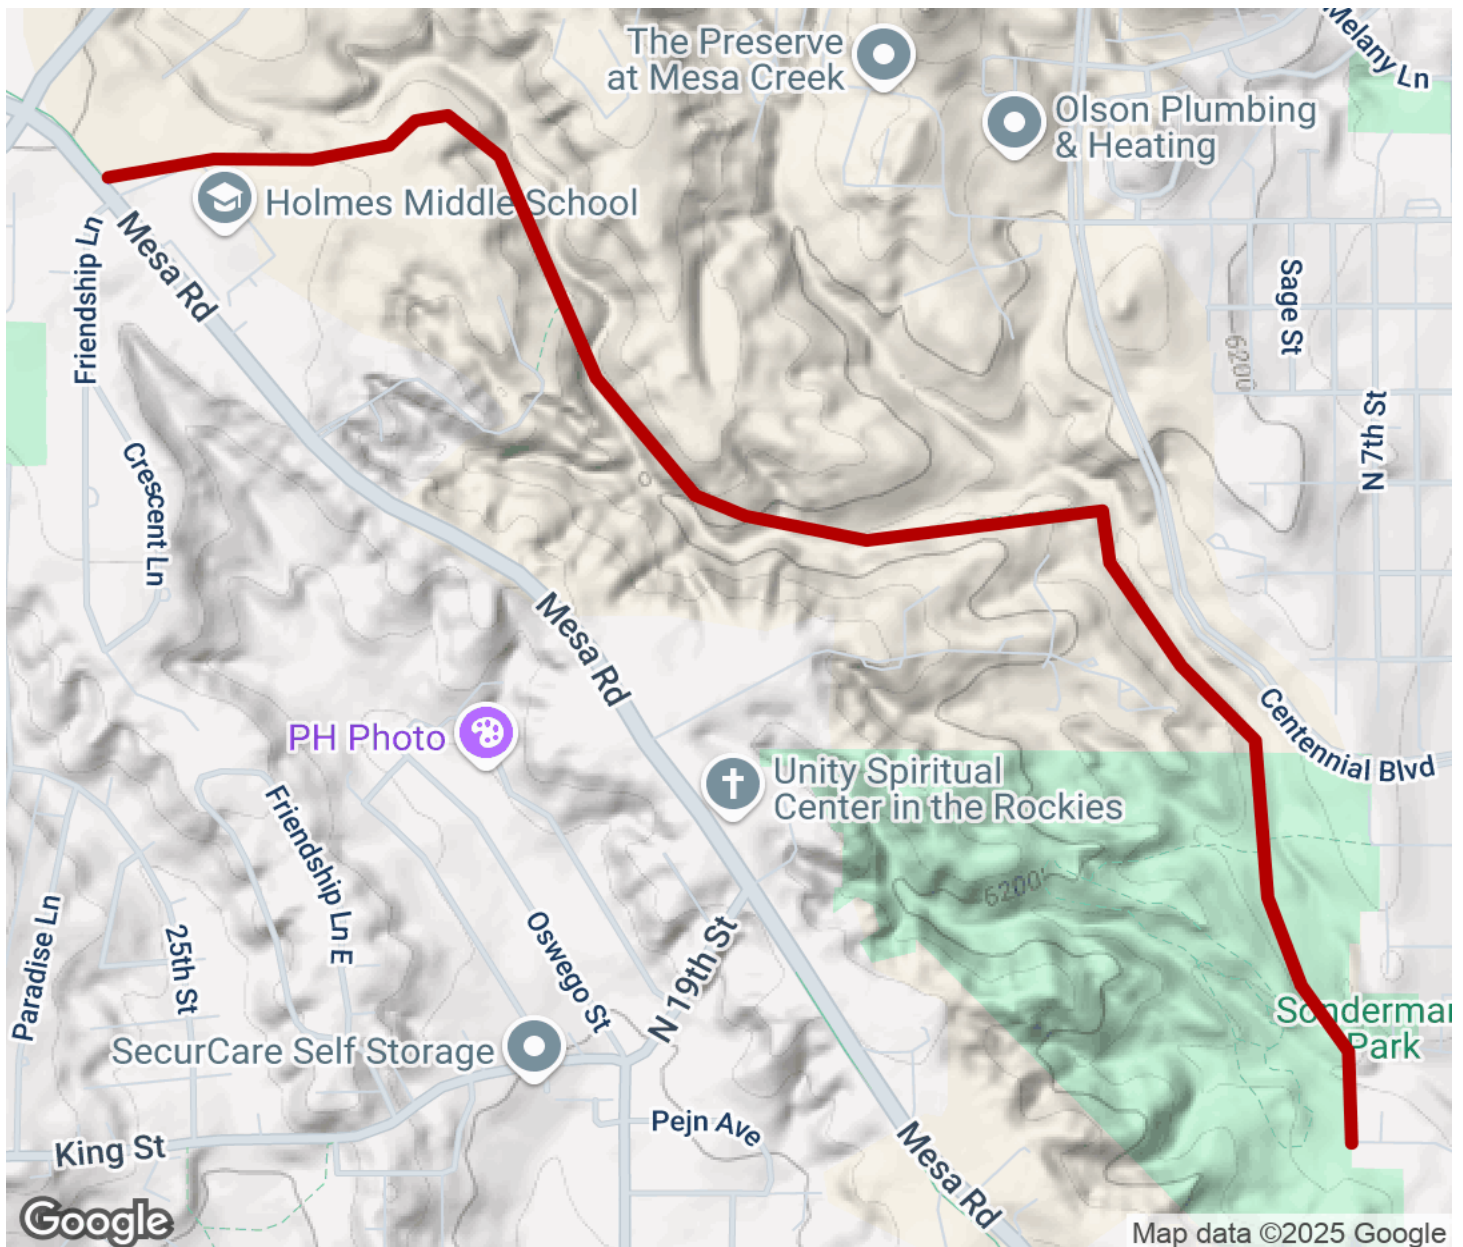 The Preserve
at Mesa Creek
Melany Ln
Olson Plumbing
& Heating
Holmes Middle School
Friendship Ln
Mesa Rd
Sage St
6200
N 7th St
Crescent Ln
Mesa Rd
Centennial Blvd
PH Photo
Unity Spiritual
Center in the Rockies
Friendship Ln E
6200'
Paradise Ln
25th St
Oswego St
N 19th St
Sonderman
Park
SecurCare Self Storage
Pejn Ave
King St
Mesa Rd
Google
Map data ©2025 Google